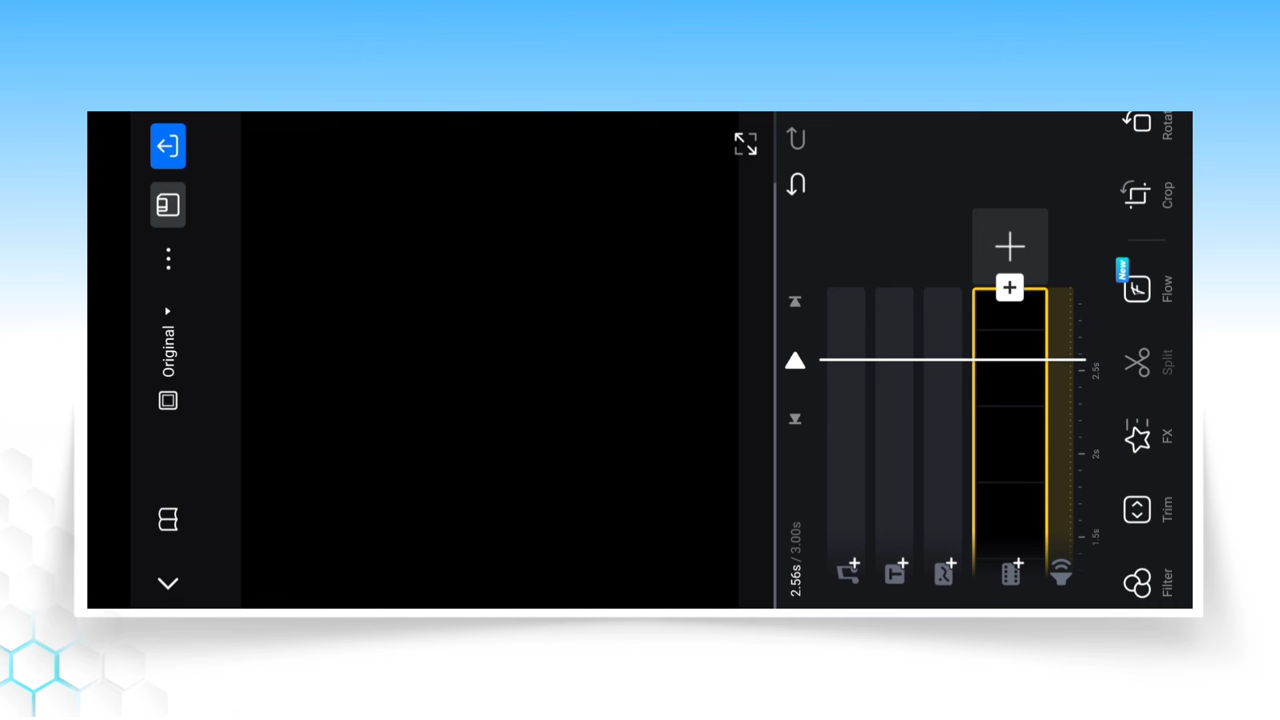 Original
2.56s / 3.00s
1.5s
2s
2.5s
Filter
Trim
FX
Split
Flow
New
Crop